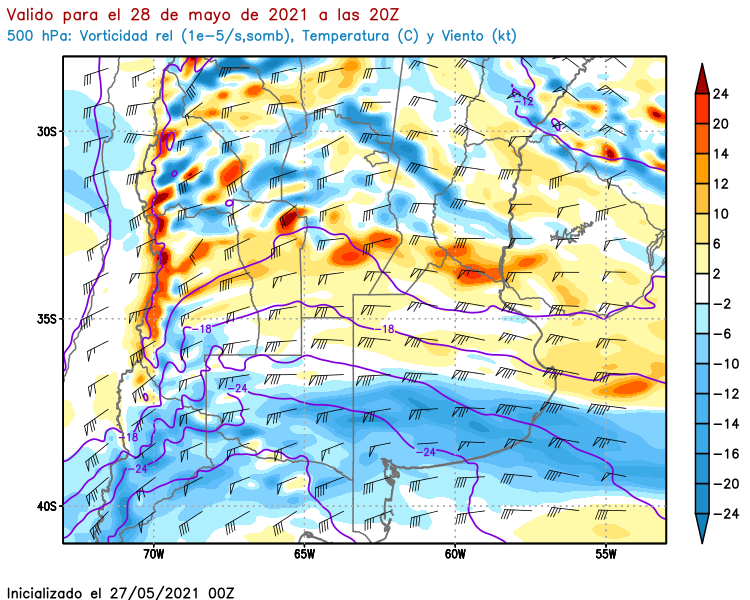 Valido para el 28 de mayo de 2021 a las 20Z
500 hPa: Vorticidad rel (1e−5/s,somb), Temperatura (C) y Viento (kt)
30S
35S
40S
70W
65W
60W
55W
−12
−18
−18
−24
−18
−24
−24
24
20
14
12
10
6
2
−2
−6
−10
−12
−14
−16
−20
−24
Inicializado el 27/05/2021 00Z